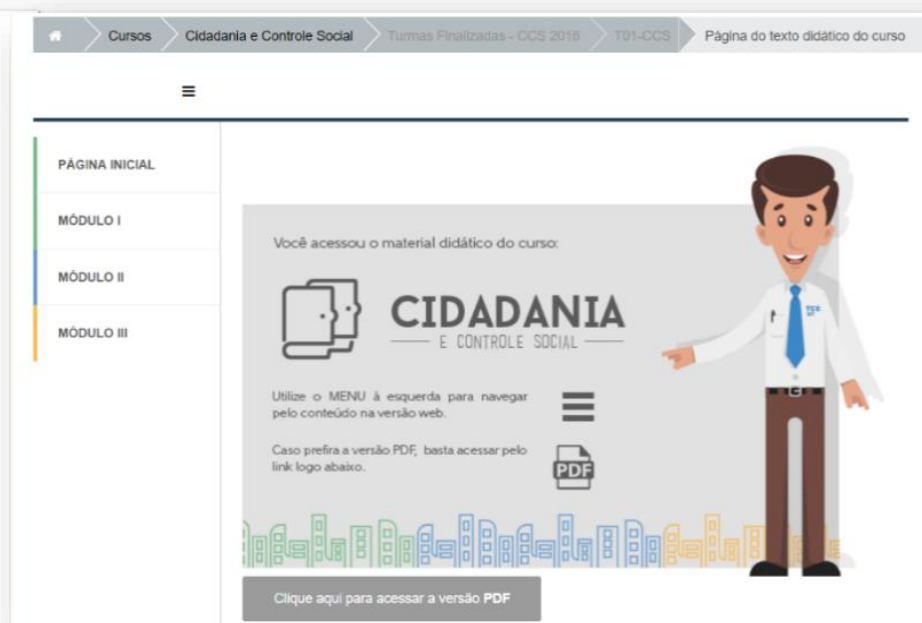 Cursos
Cidadania e Controle Social
Turmas Finalizadas - CCS 2016
T01-CCS
Página do texto didático do curso
PÁGINA INICIAL
MÓDULO I
MÓDULO II
MÓDULO III
Você acessou o material didático do curso:
CIDADANIA
E CONTROLE SOCIAL
Utilize o MENU à esquerda para navegar
pelo conteúdo na versão web.
Caso prefira a versão PDF, basta acessar pelo
link logo abaixo.
PDF
TCE
Clique aqui para acessar a versão PDF